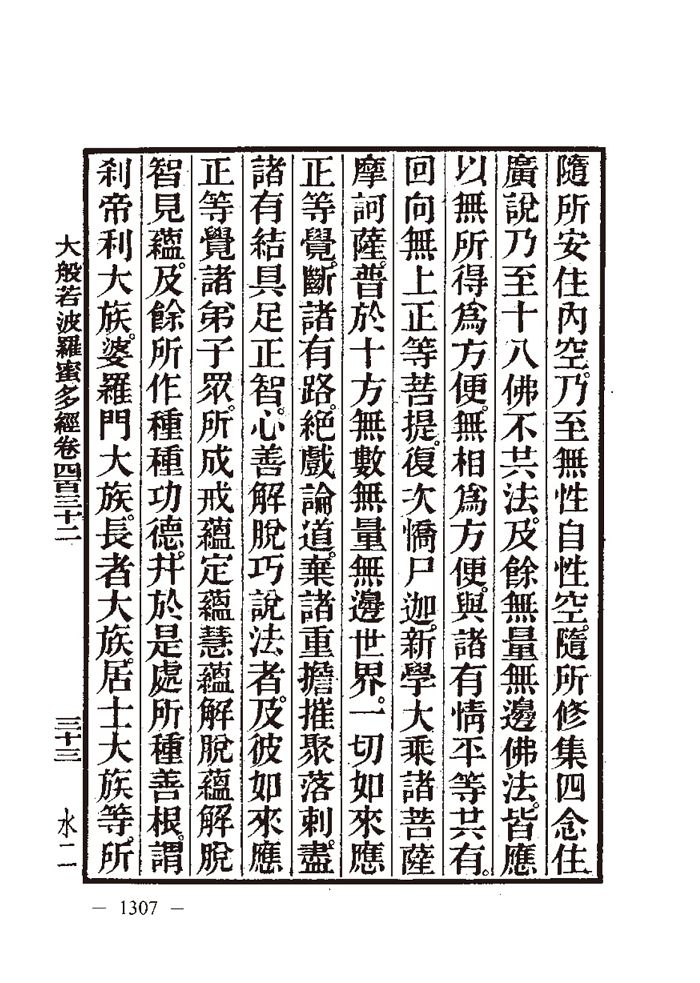 隨所安住內空。乃至無性自性空。隨所修集四念住
廣說乃至十八佛不共法。及餘無量無邊佛法。皆應
以無所得爲方便。無相爲方便。與諸有情平等共有。
回向無上正等菩提。復次憍尸迦。新學大乘諸菩薩
摩訶薩。普於十方無數無量無邊世界。一切如來應
正等覺。斷諸有路。絕戲論道。棄諸重擔。摧聚落刺。盡
諸有結具足正智。心善解脫巧說法者。及彼如來應
正等覺諸弟子眾。所成戒蘊定蘊慧蘊解脫蘊解脫
智見蘊。及餘所作種種功德。并於是處所種善根。謂
剎帝利大族。婆羅門大族。長者大族。居士大族等。所
大般若波羅蜜多經卷四百三十二 三十三 水二
— 1307 —